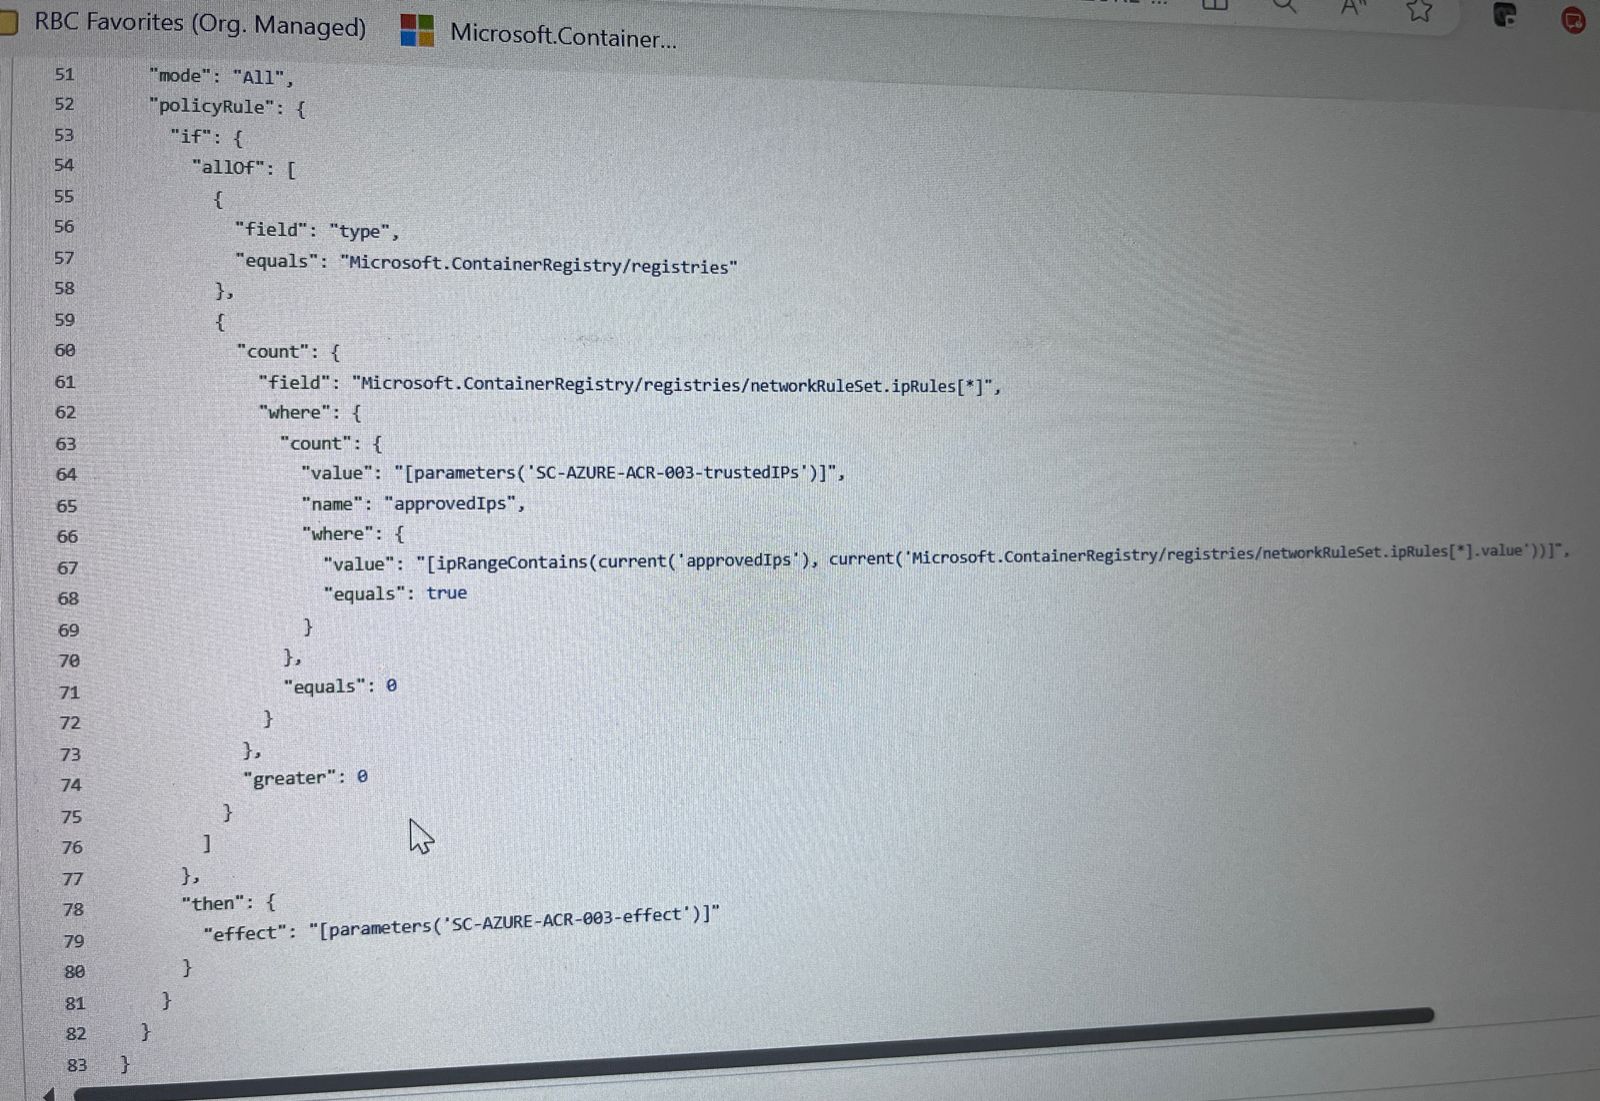 RBC Favorites (Org. Managed) Microsoft.Container...
51 "mode": "All",
52 "policyRule": {
53 "if": {
54 "allOf": [
55 {
56 "field": "type",
57 "equals": "Microsoft.ContainerRegistry/registries"
58 },
59 {
60 "count": {
61 "field": "Microsoft.ContainerRegistry/registries/networkRuleSet.ipRules[*]",
62 "where": {
63 "count": {
64 "value": "[parameters('SC-AZURE-ACR-003-trustedIPs')]",
65 "name": "approvedIps",
66 "where": {
67 "value": "[ipRangeContains(current('approvedIps'), current('Microsoft.ContainerRegistry/registries/networkRuleSet.ipRules[*].value'))]",
68 "equals": true
69 }
70 },
71 "equals": 0
72 }
73 },
74 "greater": 0
75 }
76 ]
77 },
78 "then": {
79 "effect": "[parameters('SC-AZURE-ACR-003-effect')]"
80 }
81 }
82 }
83 }